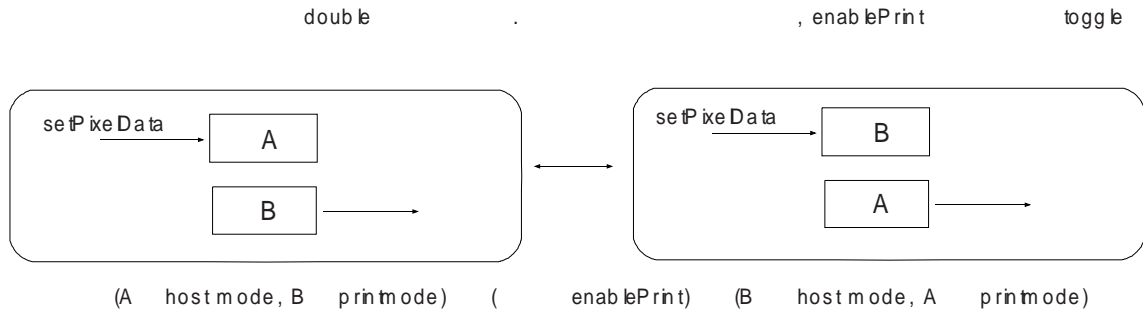 double . , enablePrint toggle
setPixelData
A
B
setPixelData
B
A
(A host mode, B printmode) ( enablePrint) (B host mode, A printmode)